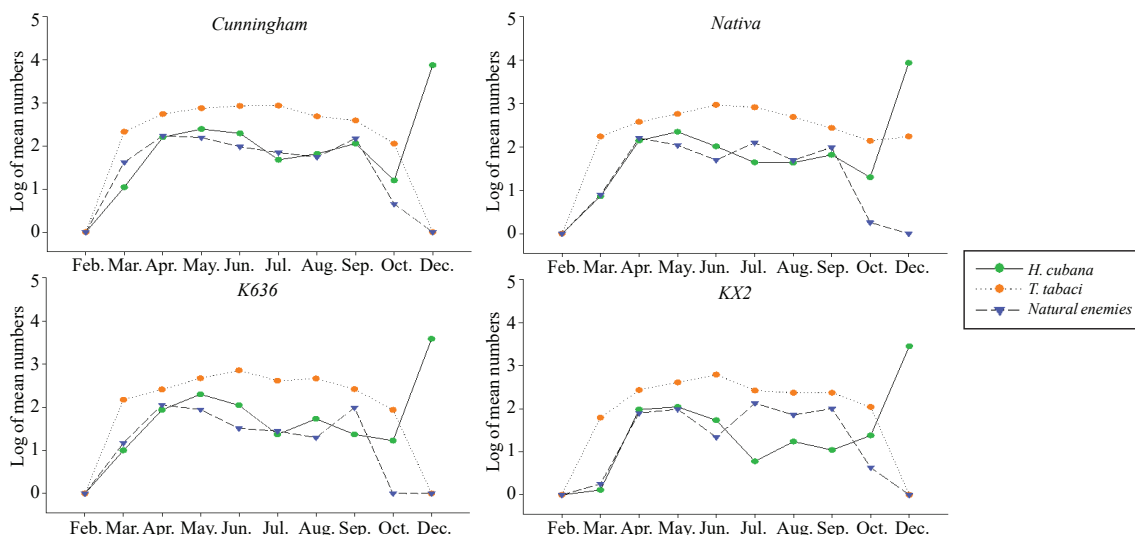 Cunningham
Log of mean numbers
5
4
3
2
1
0
Feb. Mar. Apr. May. Jun. Jul. Aug. Sep. Oct. Dec.
Nativa
Log of mean numbers
5
4
3
2
1
0
Feb. Mar. Apr. May. Jun. Jul. Aug. Sep. Oct. Dec.
K636
Log of mean numbers
5
4
3
2
1
0
Feb. Mar. Apr. May. Jun. Jul. Aug. Sep. Oct. Dec.
KX2
Log of mean numbers
5
4
3
2
1
0
Feb. Mar. Apr. May. Jun. Jul. Aug. Sep. Oct. Dec.
H. cubana
T. tabaci
Natural enemies